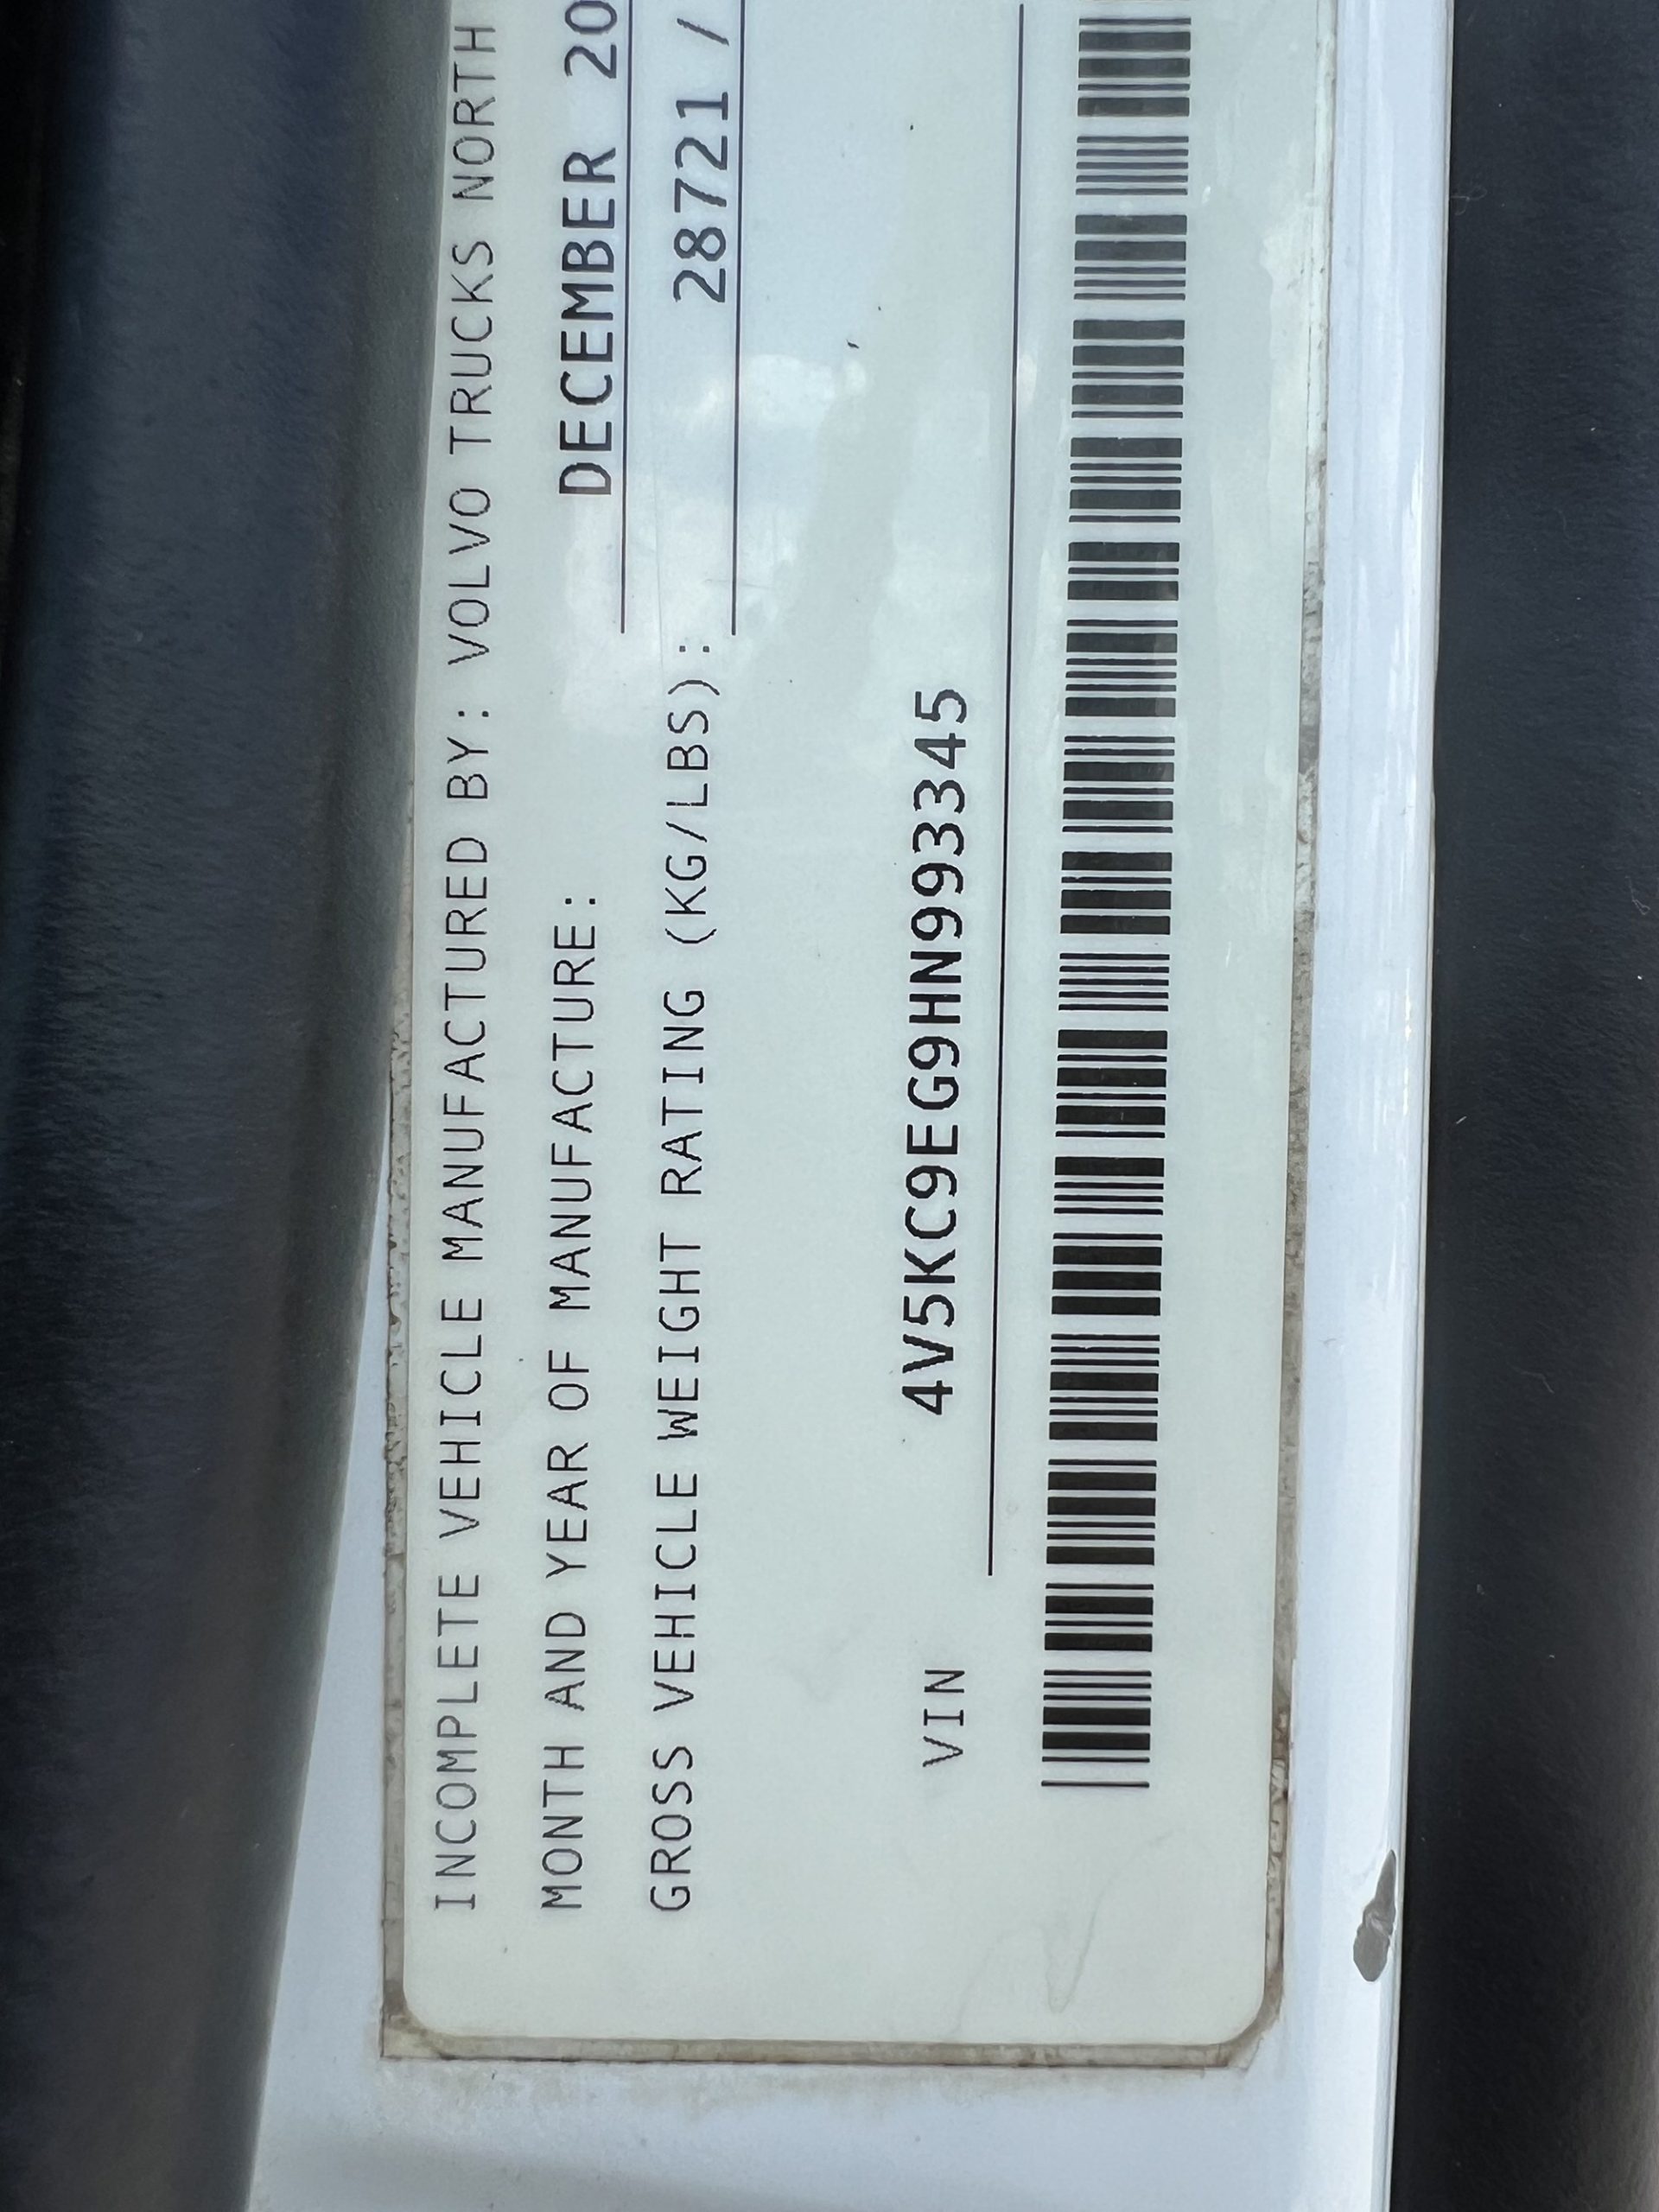 INCOMPLETE VEHICLE MANUFACTURED BY: VOLVO TRUCKS NORTH
MONTH AND YEAR OF MANUFACTURE: DECEMBER 20
GROSS VEHICLE WEIGHT RATING (KG/LBS): 28721 /
VIN 4V5KC9EG9HN993345